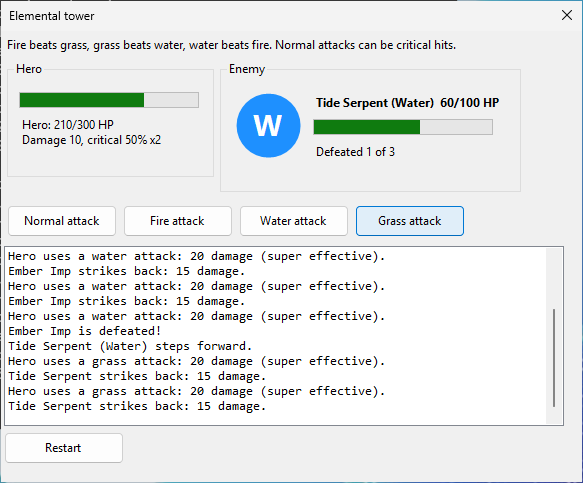 Elemental tower
Fire beats grass, grass beats water, water beats fire. Normal attacks can be critical hits.
Hero
Hero: 210/300 HP
Damage 10, critical 50% x2
Enemy
W
Tide Serpent (Water)  60/100 HP
Defeated 1 of 3
Normal attack
Fire attack
Water attack
Grass attack
Hero uses a water attack: 20 damage (super effective).
Ember Imp strikes back: 15 damage.
Hero uses a water attack: 20 damage (super effective).
Ember Imp strikes back: 15 damage.
Hero uses a water attack: 20 damage (super effective).
Ember Imp is defeated!
Tide Serpent (Water) steps forward.
Hero uses a grass attack: 20 damage (super effective).
Tide Serpent strikes back: 15 damage.
Hero uses a grass attack: 20 damage (super effective).
Tide Serpent strikes back: 15 damage.
Restart